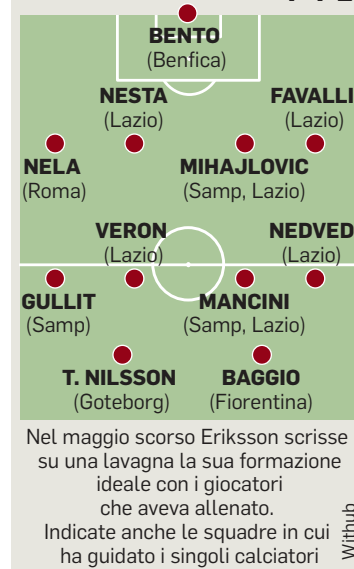 BENTO
(Benfica)
NESTA FAVALLI
(Lazio) (Lazio)
NELA MIHAJLOVIC
(Roma) (Samp, Lazio)
VERON NEDVED
(Lazio) (Lazio)
GULLIT MANCINI
(Samp) (Samp, Lazio)
T. NILSSON BAGGIO
(Goteborg) (Fiorentina)
Nel maggio scorso Eriksson scrisse
su una lavagna la sua formazione
ideale con i giocatori
che aveva allenato.
Indicate anche le squadre in cui
ha guidato i singoli calciatori
Withub